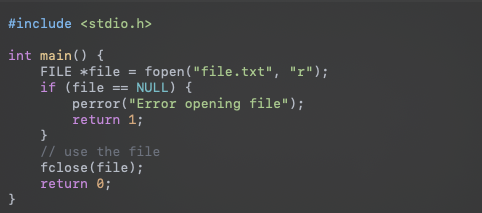 #include <stdio.h>

int main() {
    FILE *file = fopen("file.txt", "r");
    if (file == NULL) {
        perror("Error opening file");
        return 1;
    }
    // use the file
    fclose(file);
    return 0;
}